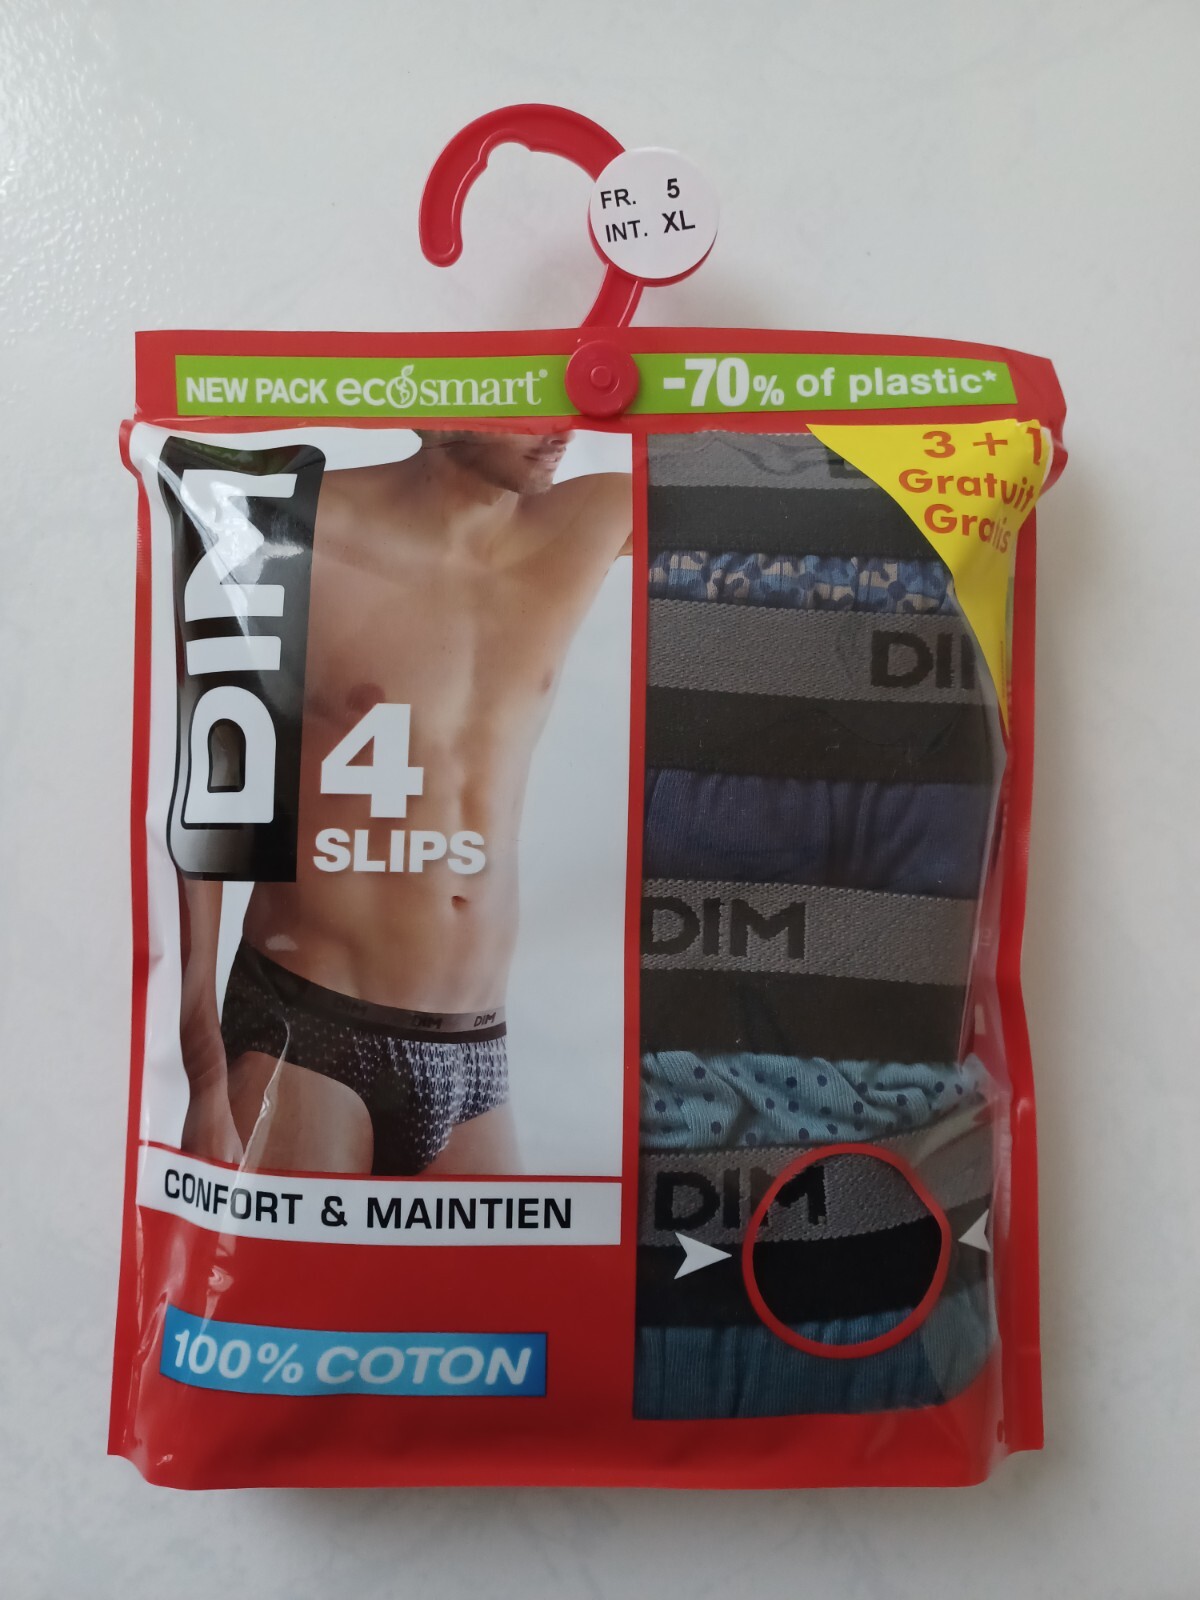 FR. 5
INT. XL
NEW PACK ecosmart® -70% of plastic*
3 + 1
Gratuit
Gratis
DIM
4
SLIPS
DIM
DIM
DIM
DIM
DIM
CONFORT & MAINTIEN
100% COTON